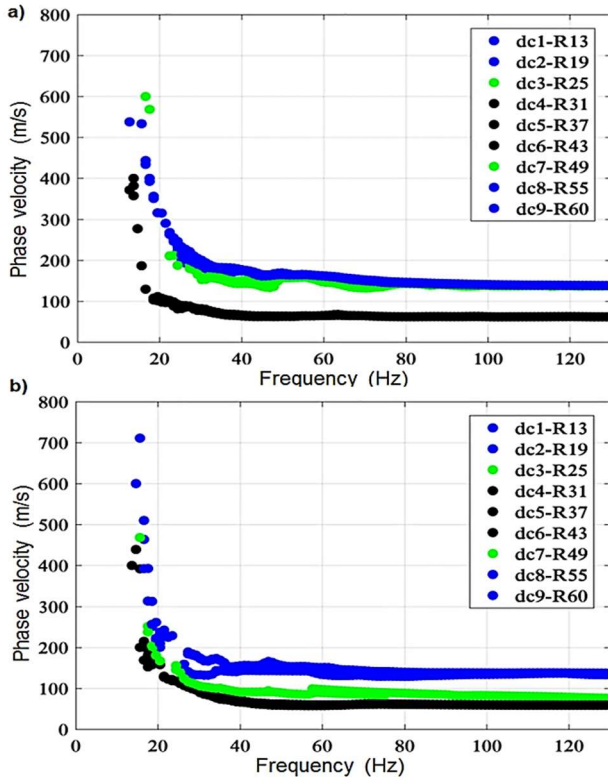 a)
800
700
600
500
400
300
200
100
0
Phase velocity (m/s)
dc1-R13
dc2-R19
dc3-R25
dc4-R31
dc5-R37
dc6-R43
dc7-R49
dc8-R55
dc9-R60
0 20 40 60 80 100 120
Frequency (Hz)
b)
800
700
600
500
400
300
200
100
0
Phase velocity (m/s)
dc1-R13
dc2-R19
dc3-R25
dc4-R31
dc5-R37
dc6-R43
dc7-R49
dc8-R55
dc9-R60
0 20 40 60 80 100 120
Frequency (Hz)